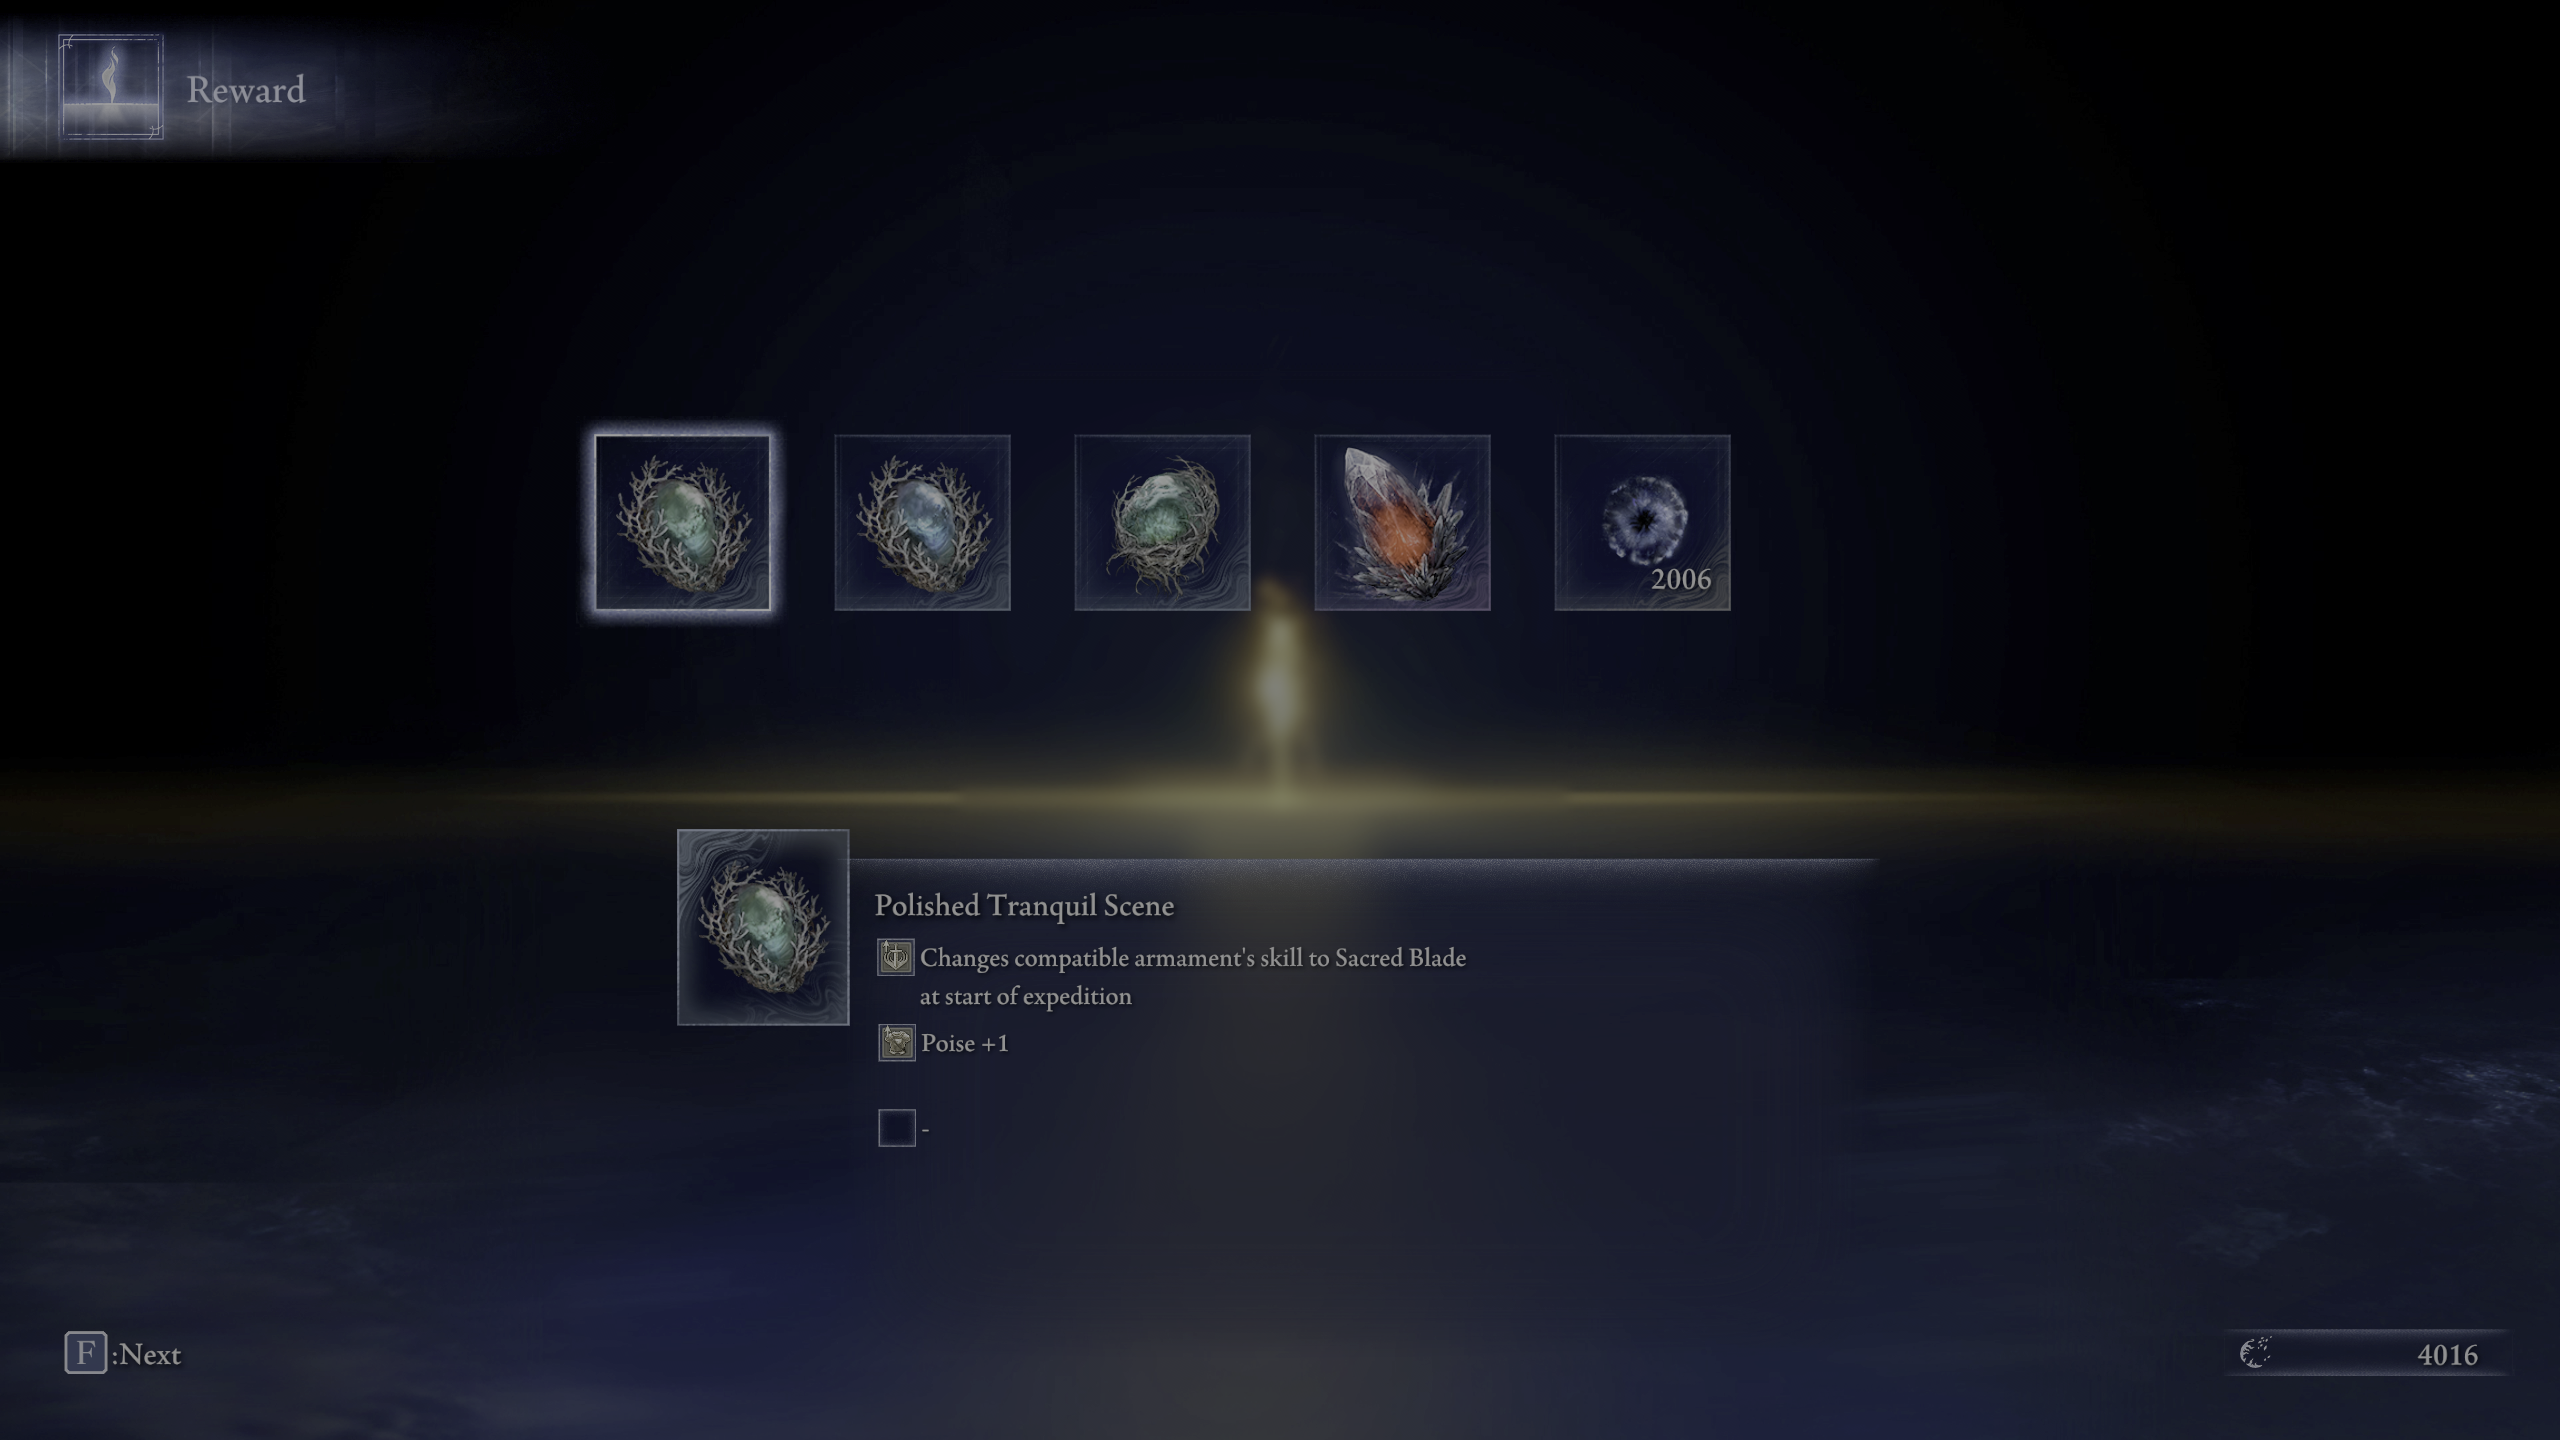 Reward
2006
Polished Tranquil Scene
Changes compatible armament's skill to Sacred Blade
at start of expedition
Poise +1
-
F :Next
4016